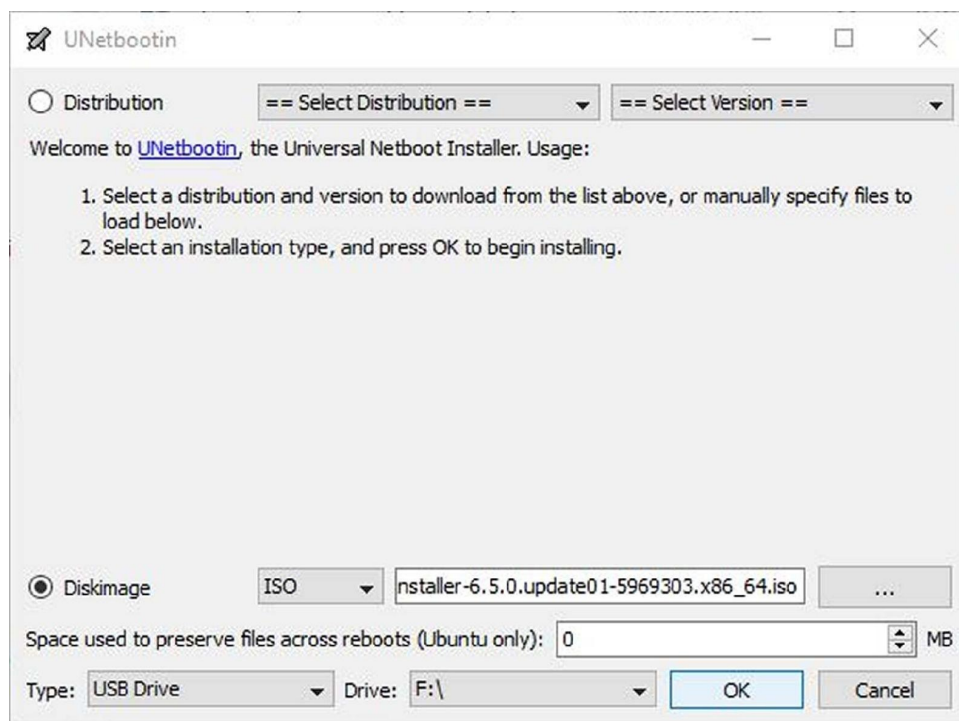 UNetbootin
Distribution == Select Distribution == == Select Version ==
Welcome to UNetbootin, the Universal Netboot Installer. Usage:
1. Select a distribution and version to download from the list above, or manually specify files to
load below.
2. Select an installation type, and press OK to begin installing.
Diskimage ISO nstaller-6.5.0.update01-5969303.x86_64.iso ...
Space used to preserve files across reboots (Ubuntu only): 0 MB
Type: USB Drive Drive: F:\ OK Cancel